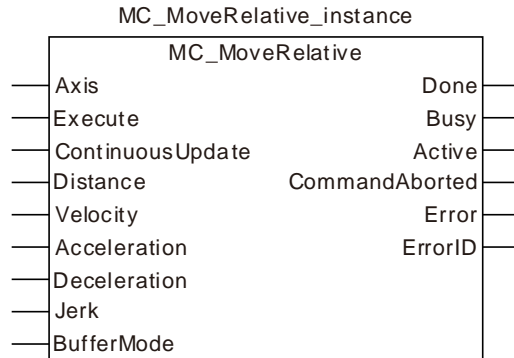 MC_MoveRelative_instance
MC_MoveRelative
Axis Done
Execute Busy
ContinuousUpdate Active
Distance CommandAborted
Velocity Error
Acceleration ErrorID
Deceleration
Jerk
BufferMode